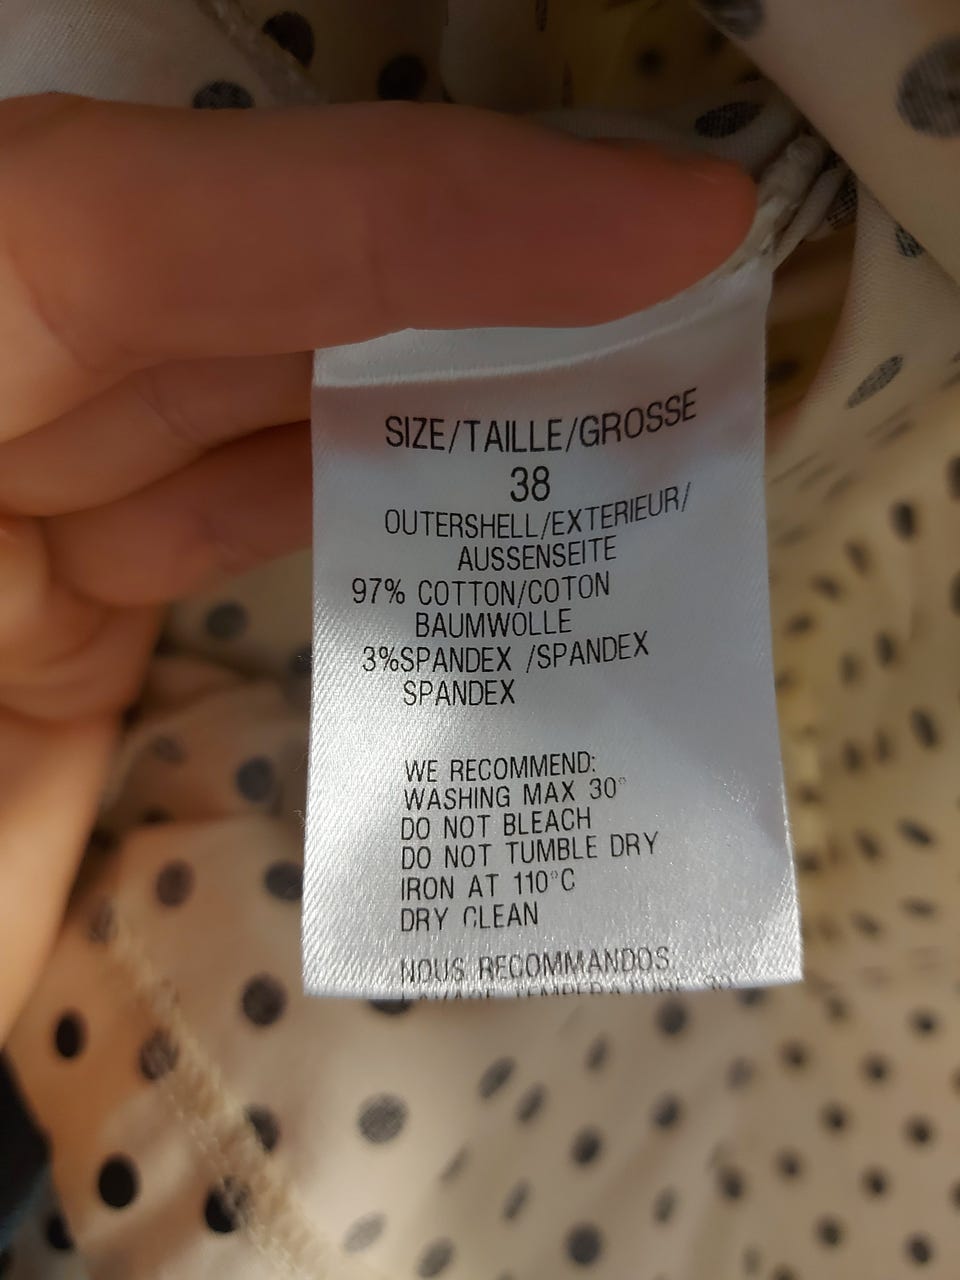 SIZE/TAILLE/GROSSE
38
OUTERSHELL/EXTERIEUR/
AUSSENSEITE
97% COTTON/COTON
BAUMWOLLE
3%SPANDEX /SPANDEX
SPANDEX
WE RECOMMEND:
WASHING MAX 30°
DO NOT BLEACH
DO NOT TUMBLE DRY
IRON AT 110°C
DRY CLEAN
NOUS RECOMMANDOS: